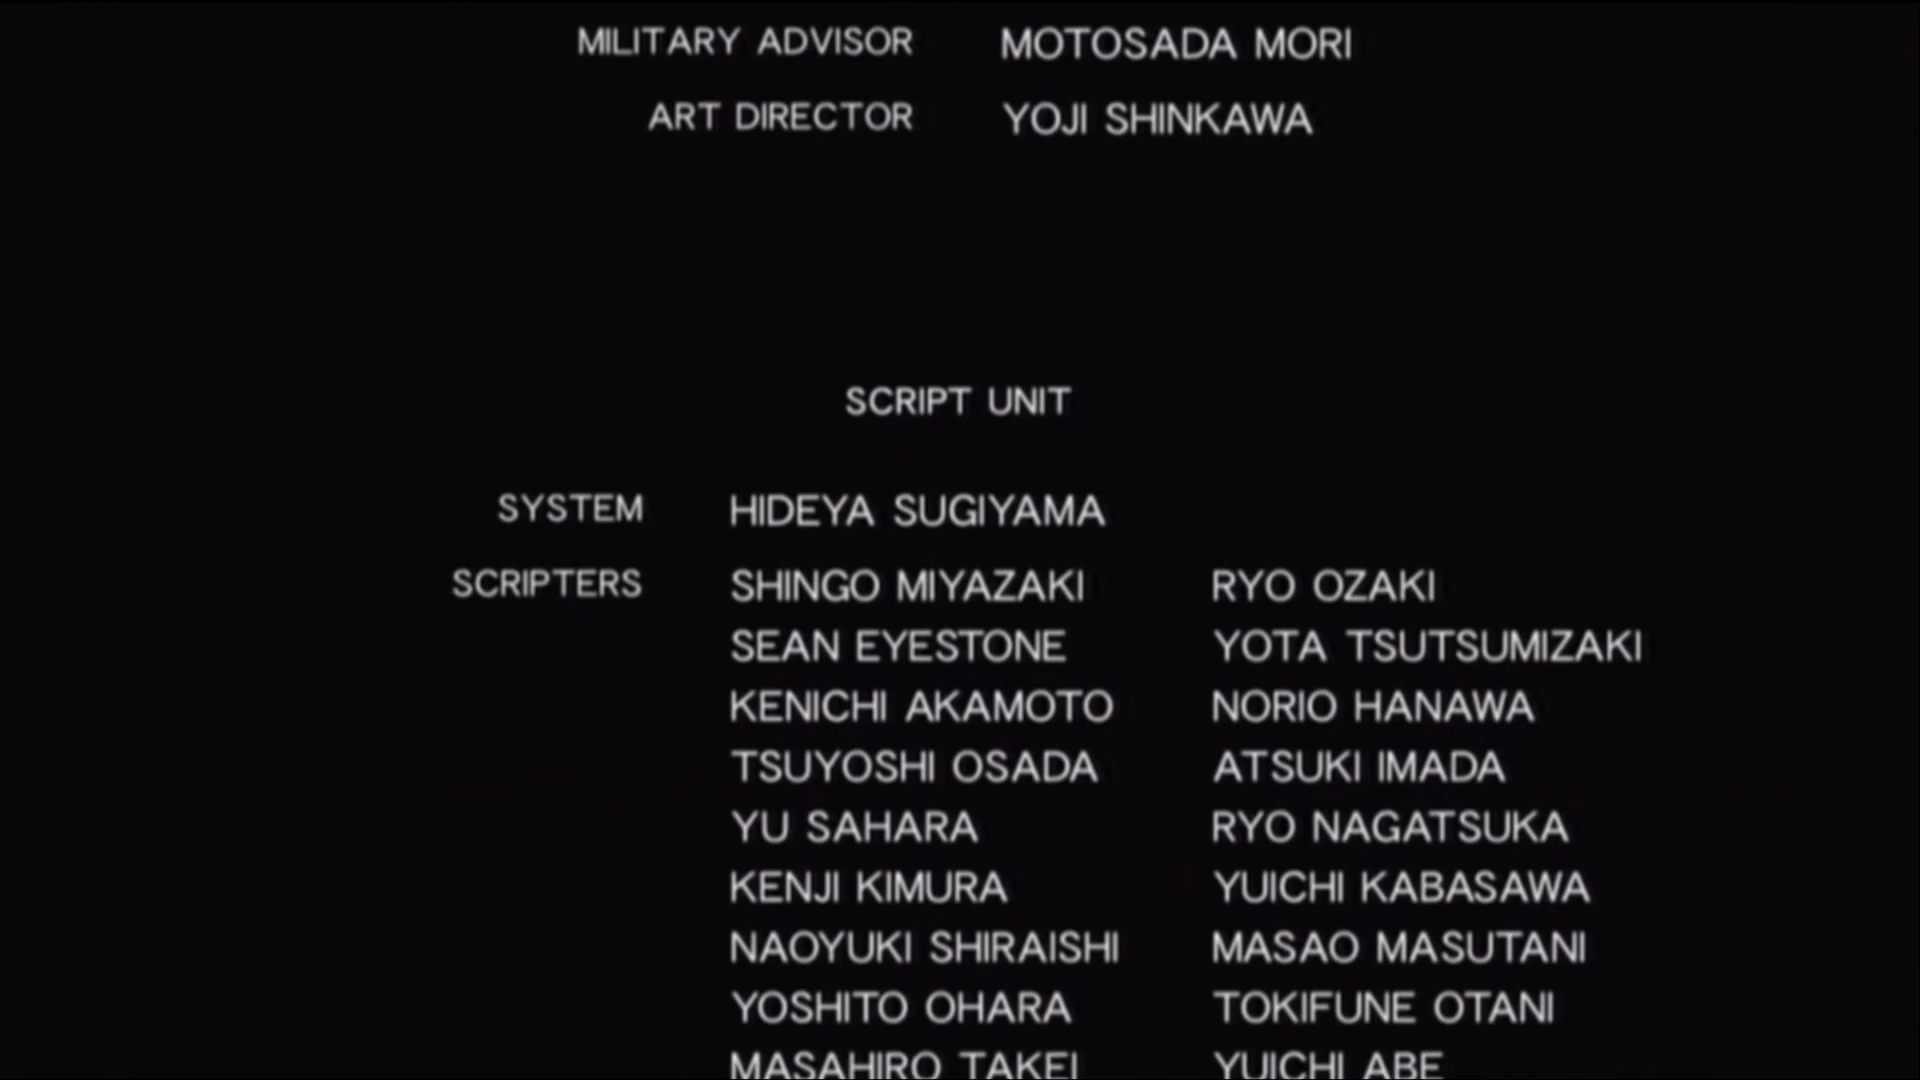 MILITARY ADVISOR MOTOSADA MORI
ART DIRECTOR YOJI SHINKAWA
SCRIPT UNIT
SYSTEM HIDEYA SUGIYAMA
SCRIPTERS SHINGO MIYAZAKI RYO OZAKI
SEAN EYESTONE YOTA TSUTSUMIZAKI
KENICHI AKAMOTO NORIO HANAWA
TSUYOSHI OSADA ATSUKI IMADA
YU SAHARA RYO NAGATSUKA
KENJI KIMURA YUICHI KABASAWA
NAOYUKI SHIRAISHI MASAO MASUTANI
YOSHITO OHARA TOKIFUNE OTANI
MASAHIRO TAKEI YUICHI ABE